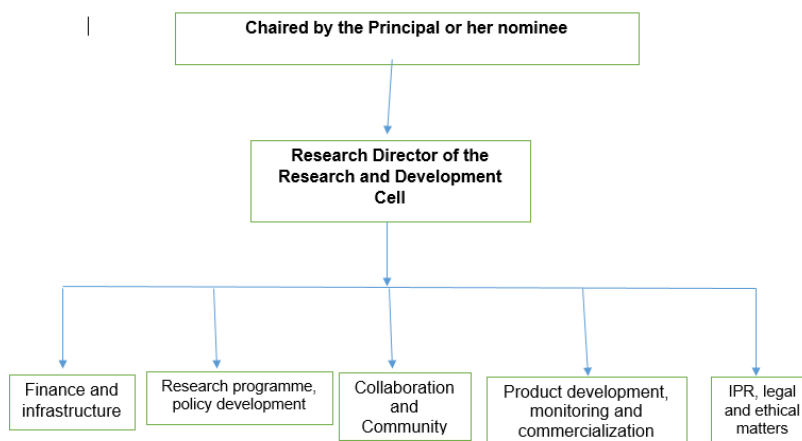 Chaired by the Principal or her nominee
Research Director of the
Research and Development
Cell
Finance and
infrastructure
Research programme,
policy development
Collaboration
and
Community
Product development,
monitoring and
commercialization
IPR, legal
and ethical
matters